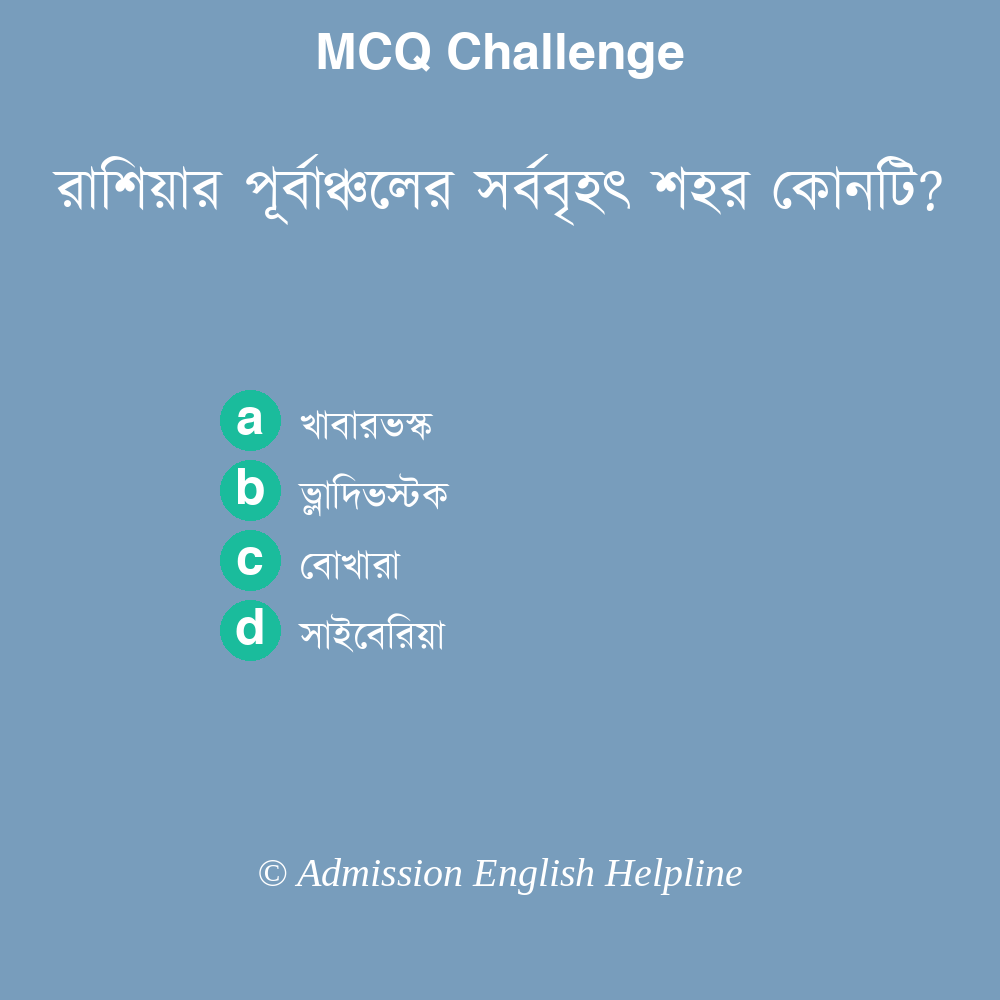 MCQ Challenge
রাশিয়ার পূর্বাঞ্চলের সর্ববৃহৎ শহর কোনটি?
a খাবারভস্ক
b ভ্লাদিভস্টক
c বোখারা
d সাইবেরিয়া
© Admission English Helpline